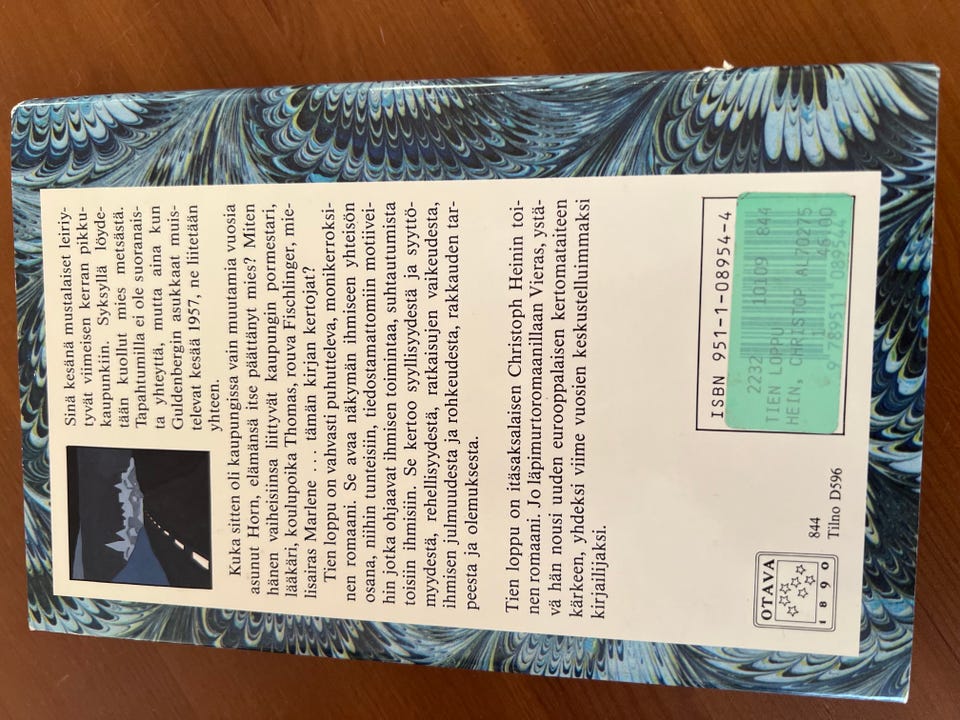 Sinä kesänä mustalaiset leiriy-
tyvät viimeisen kerran pikku-
kaupunkiin. Syksyllä löyde-
tään kuollut mies metsästä.
Tapahtumilla ei ole suoranais-
ta yhteyttä, mutta aina kun
Guldenbergin asukkaat muis-
televat kesää 1957, ne liitetään
yhteen.
Kuka sitten oli kaupungissa vain muutamia vuosia
asunut Horn, elämänsä itse päättänyt mies? Miten
hänen vaiheisiinsa liittyvät kaupungin pormestari,
lääkäri, koulupoika Thomas, rouva Fischlinger, mie-
lisairas Marlene .... tämän kirjan kertojat?
Tien loppu on vahvasti puhutteleva, monikerroksi-
nen romaani. Se avaa näkymän ihmiseen yhteisön
osana, niihin tunteisiin, tiedostamattomiin motiivei-
hin jotka ohjaavat ihmisen toimintaa, suhtautumista
toisiin ihmisiin. Se kertoo syyllisyydestä ja syyttö-
myydestä, rehellisyydestä, ratkaisujen vaikeudesta,
ihmisen julmuudesta ja rohkeudesta, rakkauden tar-
peesta ja olemuksesta.
Tien loppu on itäsaksalaisen Christoph Heinin toi-
nen romaani. Jo läpimurtoromaanillaan Vieras, ystä-
vä hän nousi uuden eurooppalaisen kertomataiteen
kärkeen, yhdeksi viime vuosien keskustelluimmaksi
kirjailijaksi.
ISBN 951-1-08954-4
2232 10109 844
TIEN LOPPU
HEIN, CHRISTOP AL70275
11 46.00
9 789511 089544
OTAVA
1890
844
Tilno D596